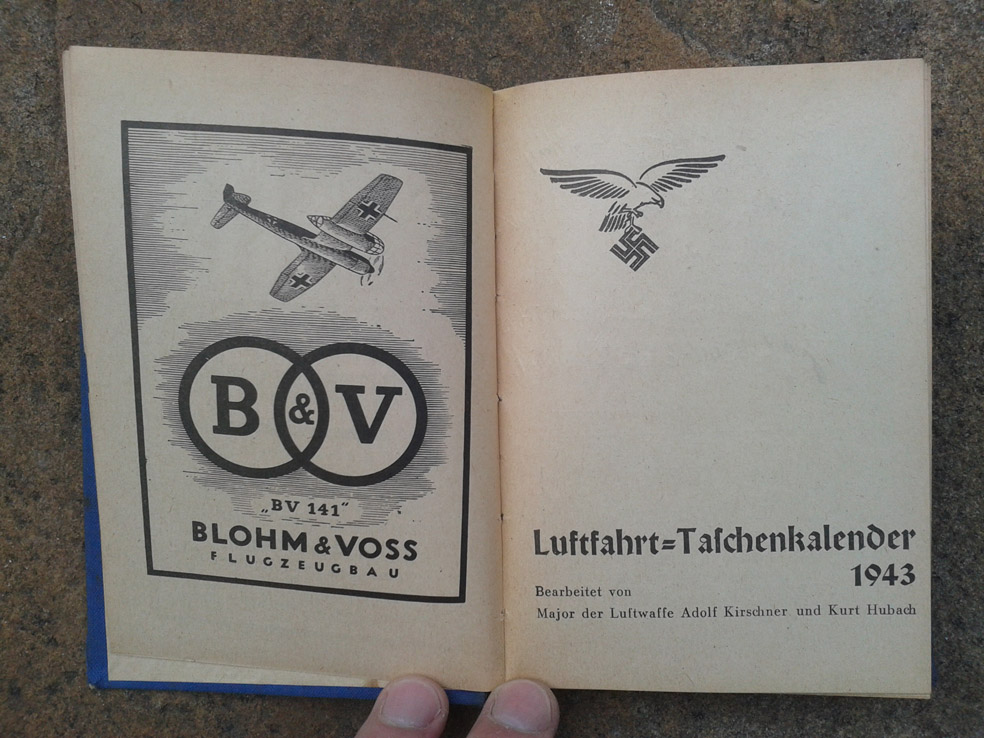 B & V
„BV 141“
BLOHM & VOSS
FLUGZEUGBAU
Luftfahrt=Taſchenkalender
1943
Bearbeitet von
Major der Luftwaffe Adolf Kirschner und Kurt Hubach